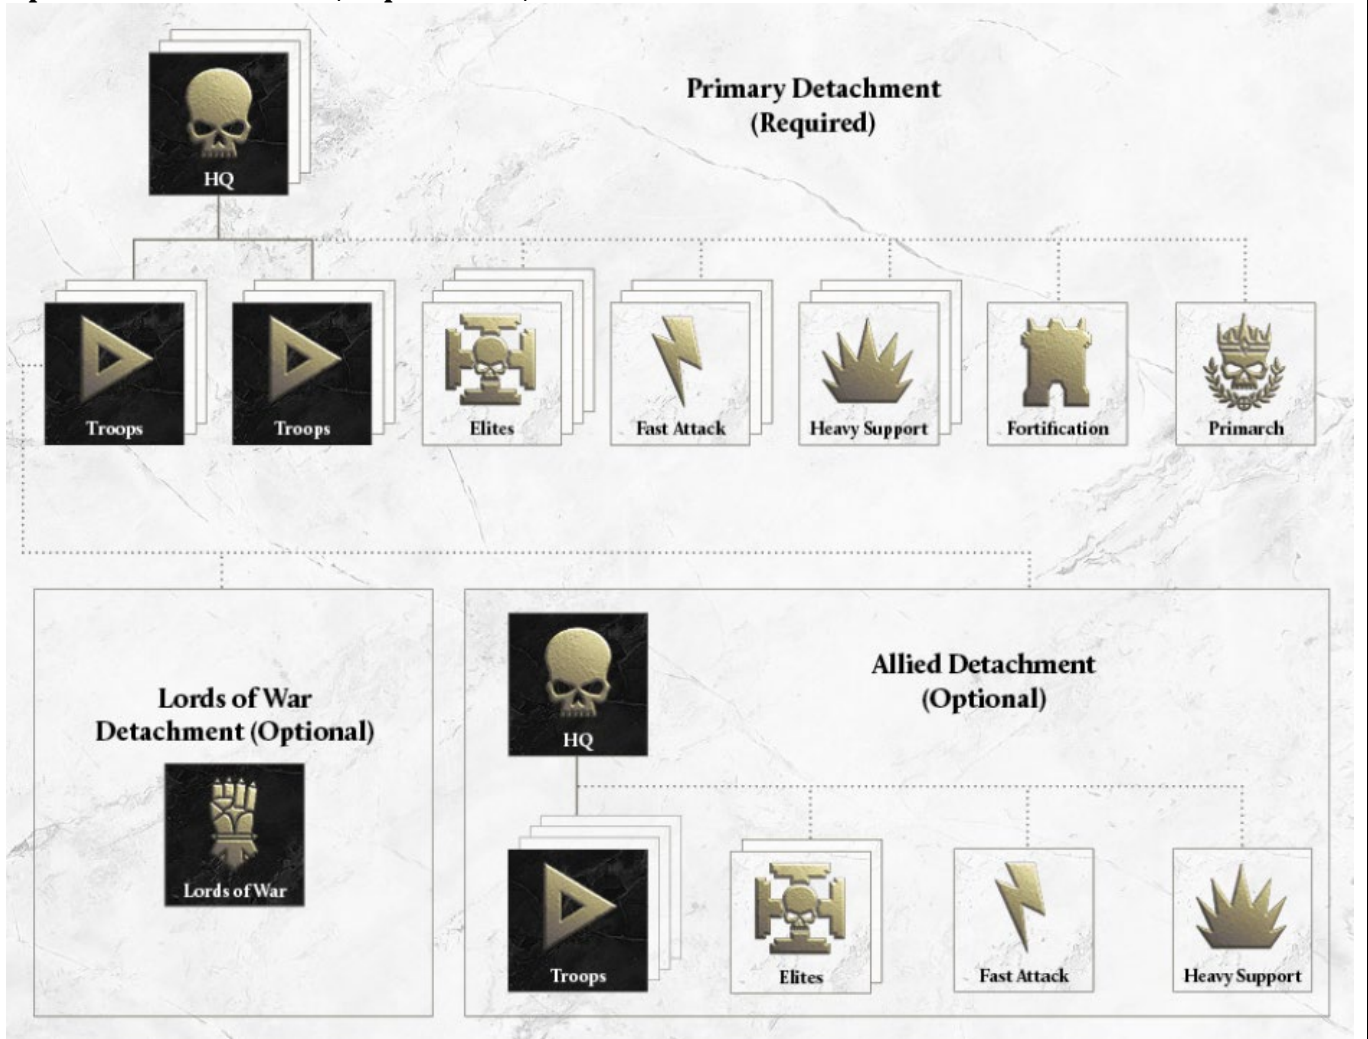 Primary Detachment
(Required)
HQ
Troops
Troops
Elites
Fast Attack
Heavy Support
Fortification
Primarch
Lords of War
Detachment (Optional)
Lords of War
Allied Detachment
(Optional)
HQ
Troops
Elites
Fast Attack
Heavy Support